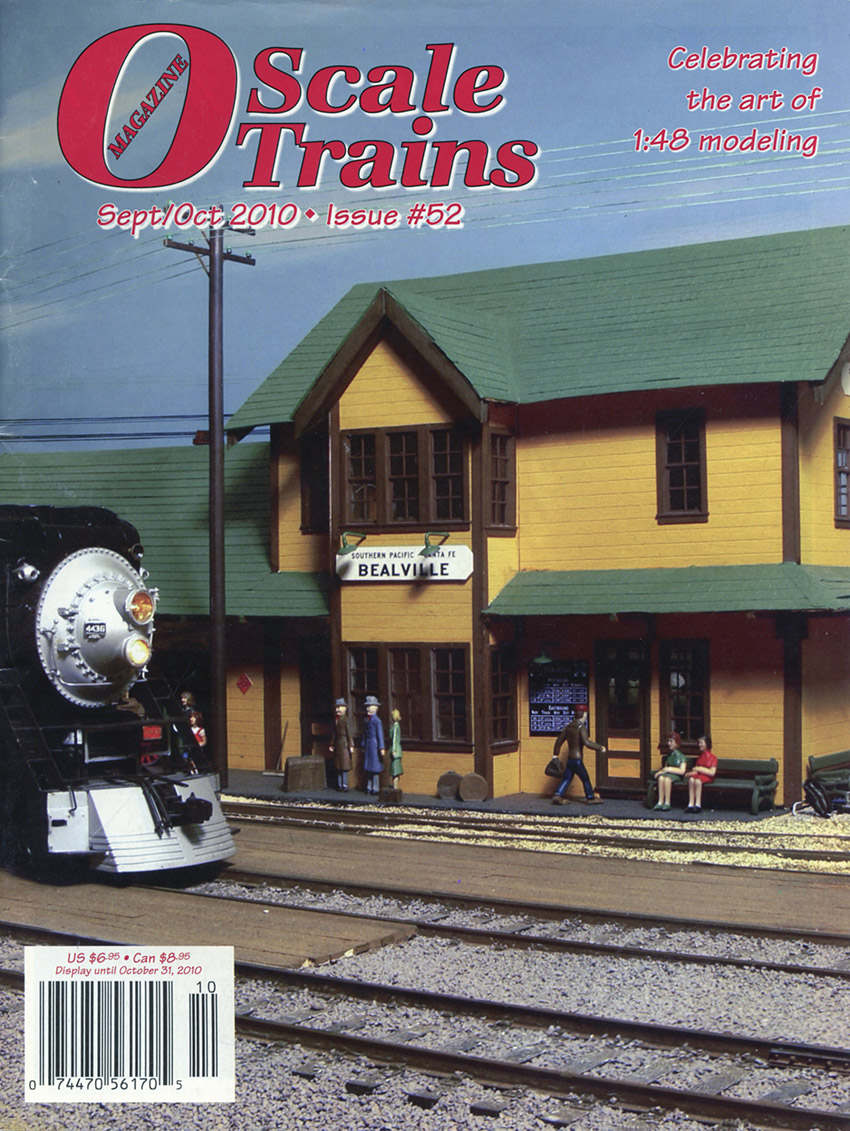 O Scale
MAGAZINE
Trains
Celebrating
the art of
1:48 modeling
Sept/Oct 2010 • Issue #52
SOUTHERN PACIFIC SANTA FE
BEALVILLE
4436
US $6.95 • Can $8.95
Display until October 31, 2010
10
0 74470 56170 5